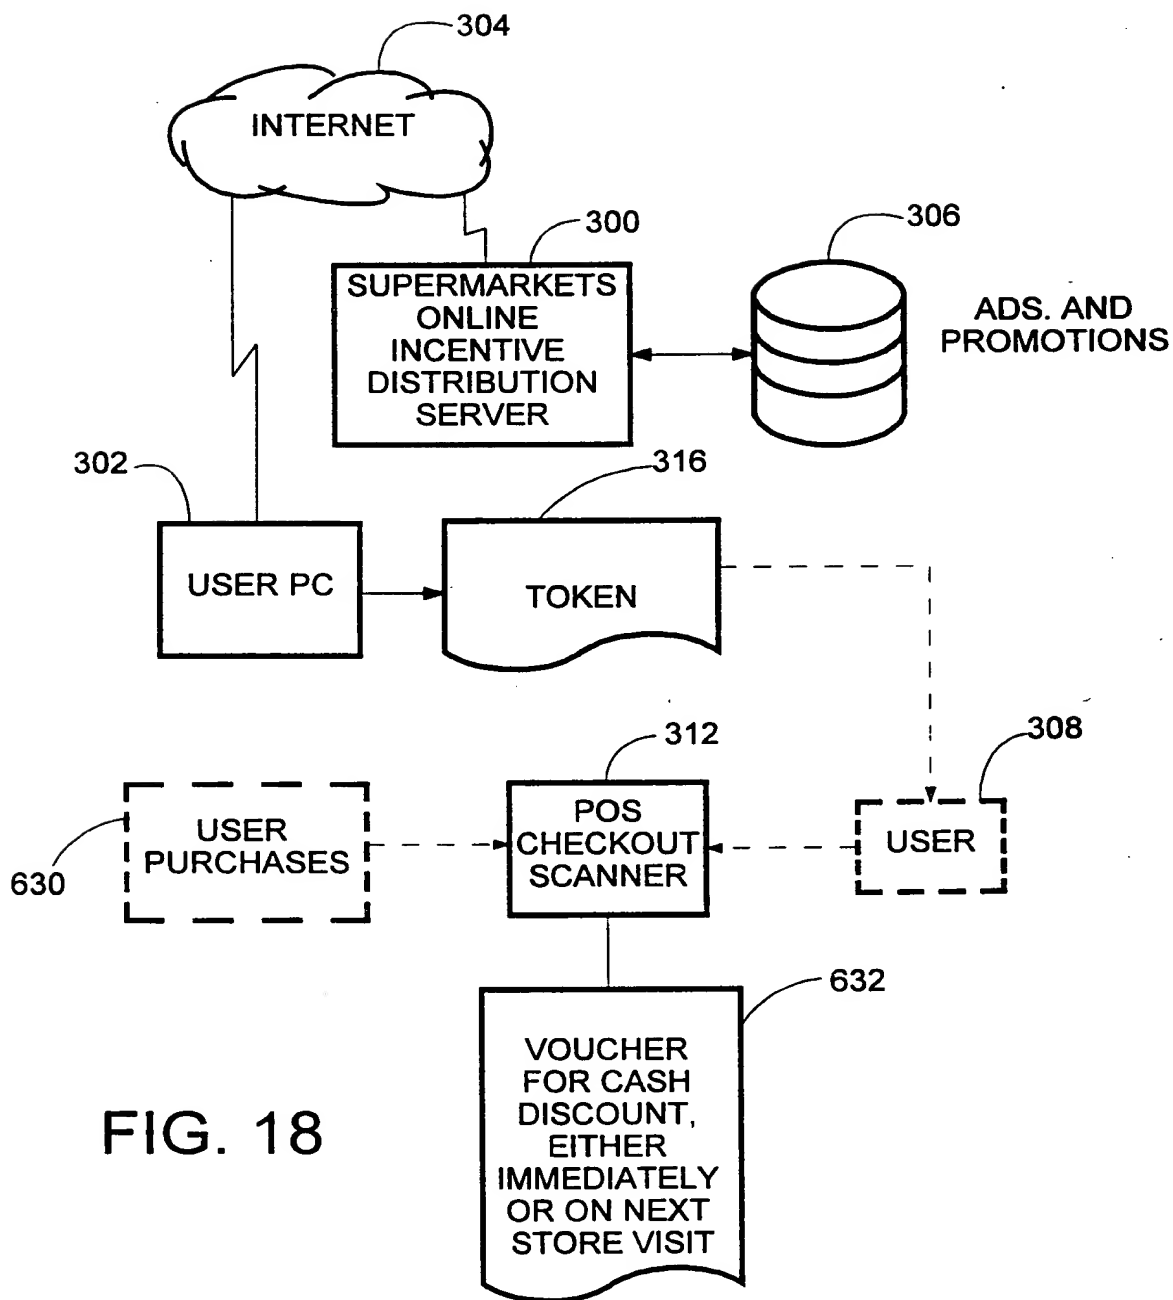 304
INTERNET
300
306
SUPERMARKETS
ONLINE
INCENTIVE
DISTRIBUTION
SERVER
ADS. AND
PROMOTIONS
302
316
USER PC
TOKEN
312
308
USER
PURCHASES
POS
CHECKOUT
SCANNER
USER
630
632
VOUCHER
FOR CASH
DISCOUNT,
EITHER
IMMEDIATELY
OR ON NEXT
STORE VISIT
FIG. 18